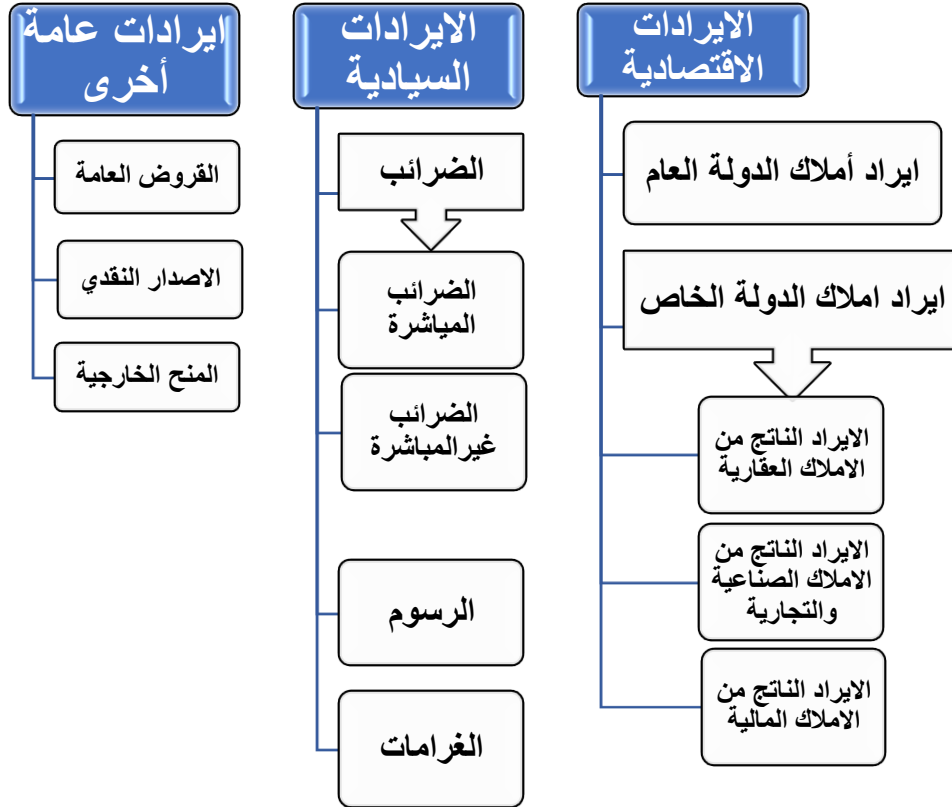 الايرادات
الاقتصادية
ايراد أملاك الدولة العام
ايراد املاك الدولة الخاص
الايراد الناتج من
الاملاك العقارية
الايراد الناتج من
الاملاك الصناعية
والتجارية
الايراد الناتج من
الاملاك المالية
الايرادات
السيادية
الضرائب
الضرائب
المياشرة
الضرائب
غيرالمباشرة
الرسوم
الغرامات
ايرادات عامة
أخرى
القروض العامة
الاصدار النقدي
المنح الخارجية